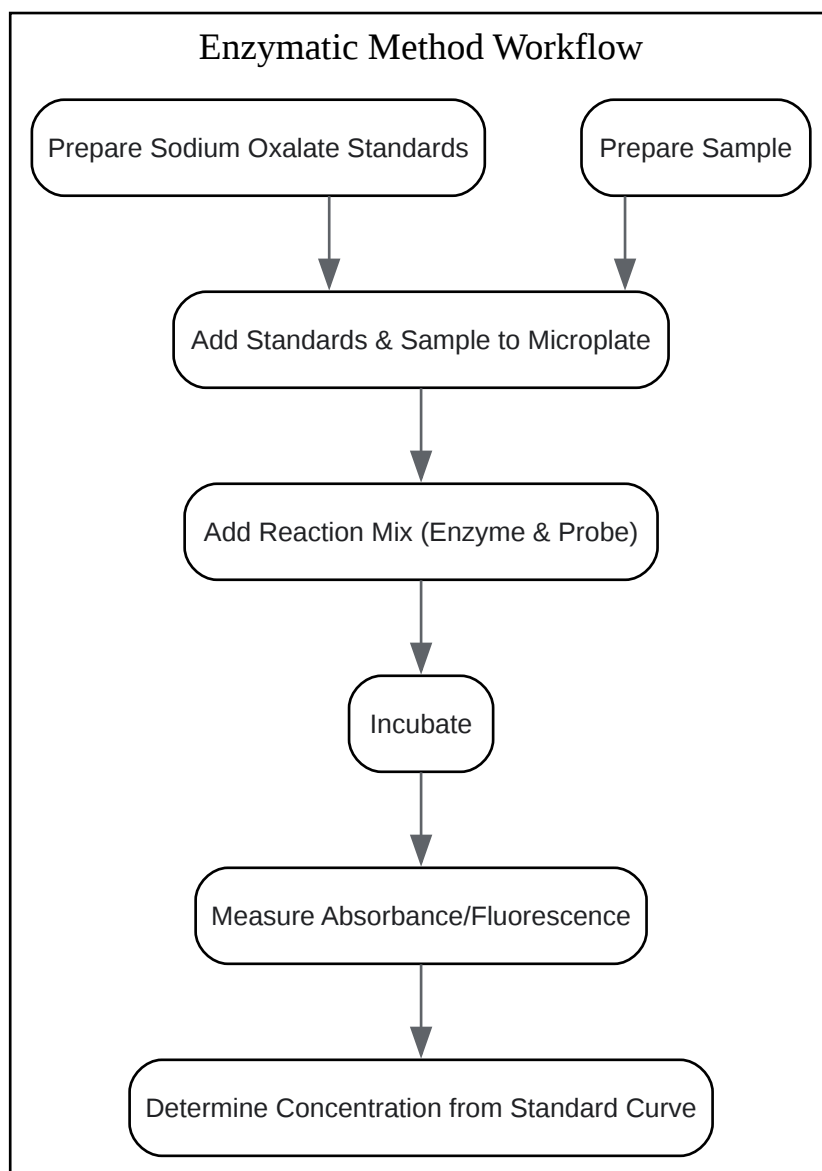 Enzymatic Method Workflow
Prepare Sodium Oxalate Standards
Prepare Sample
Add Standards & Sample to Microplate
Add Reaction Mix (Enzyme & Probe)
Incubate
Measure Absorbance/Fluorescence
Determine Concentration from Standard Curve